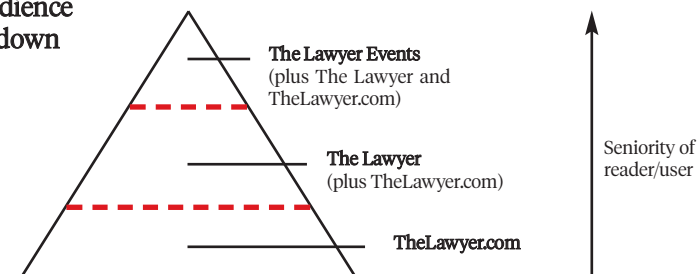 dience
down
The Lawyer Events
(plus The Lawyer and
TheLawyer.com)
The Lawyer
(plus TheLawyer.com)
TheLawyer.com
Seniority of
reader/user